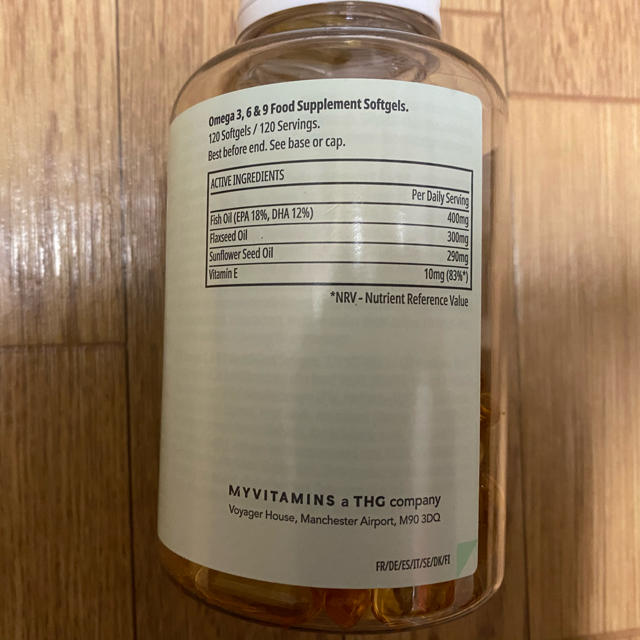 Omega 3, 6 & 9 Food Supplement Softgels.
120 Softgels / 120 Servings.
Best before end. See base or cap.
ACTIVE INGREDIENTS
Per Daily Serving
Fish Oil (EPA 18%, DHA 12%) 400mg
Flaxseed Oil 300mg
Sunflower Seed Oil 290mg
Vitamin E 10mg (83%*)
*NRV - Nutrient Reference Value
MYVITAMINS a THG company
Voyager House, Manchester Airport, M90 3DQ
FR/DE/ES/IT/SE/DK/FI